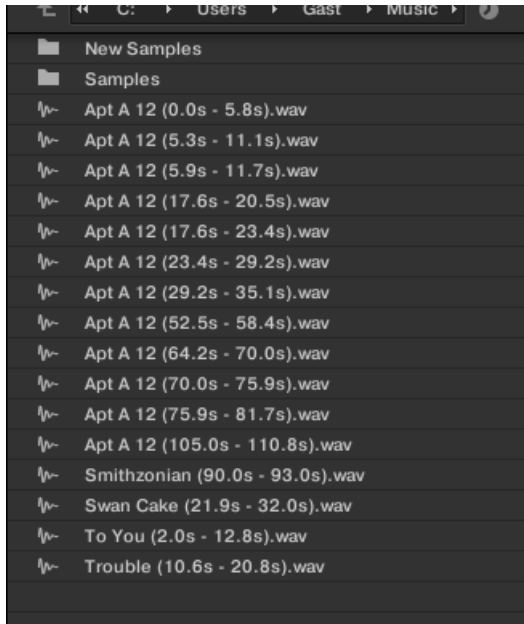 C: Users Gast Music
New Samples
Samples
Apt A 12 (0.0s - 5.8s).wav
Apt A 12 (5.3s - 11.1s).wav
Apt A 12 (5.9s - 11.7s).wav
Apt A 12 (17.6s - 20.5s).wav
Apt A 12 (17.6s - 23.4s).wav
Apt A 12 (23.4s - 29.2s).wav
Apt A 12 (29.2s - 35.1s).wav
Apt A 12 (52.5s - 58.4s).wav
Apt A 12 (64.2s - 70.0s).wav
Apt A 12 (70.0s - 75.9s).wav
Apt A 12 (75.9s - 81.7s).wav
Apt A 12 (105.0s - 110.8s).wav
Smithzonian (90.0s - 93.0s).wav
Swan Cake (21.9s - 32.0s).wav
To You (2.0s - 12.8s).wav
Trouble (10.6s - 20.8s).wav